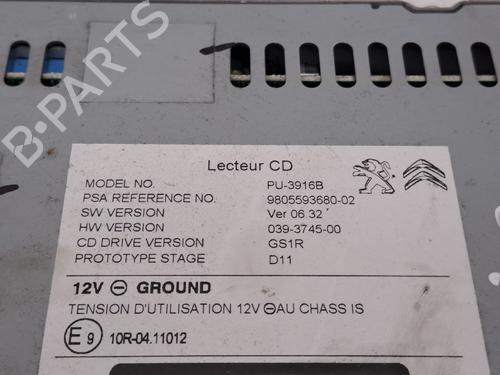 B-PARTS
Lecteur CD
MODEL NO. PU-3916B
PSA REFERENCE NO. 9805593680-02
SW VERSION Ver 06.32
HW VERSION 039-3745-00
CD DRIVE VERSION GS1R
PROTOTYPE STAGE D11
12V ⊖ GROUND
TENSION D'UTILISATION 12V ⊖AU CHASS IS
E9 10R-04.11012